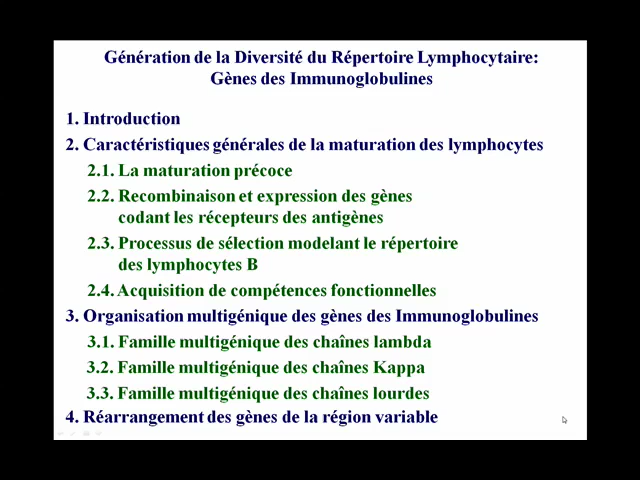 Génération de la Diversité du Répertoire Lymphocytaire:
Gènes des Immunoglobulines
1. Introduction
2. Caractéristiques générales de la maturation des lymphocytes
2.1. La maturation précoce
2.2. Recombinaison et expression des gènes
codant les récepteurs des antigènes
2.3. Processus de sélection modelant le répertoire
des lymphocytes B
2.4. Acquisition de compétences fonctionnelles
3. Organisation multigénique des gènes des Immunoglobulines
3.1. Famille multigénique des chaînes lambda
3.2. Famille multigénique des chaînes Kappa
3.3. Famille multigénique des chaînes lourdes
4. Réarrangement des gènes de la région variable